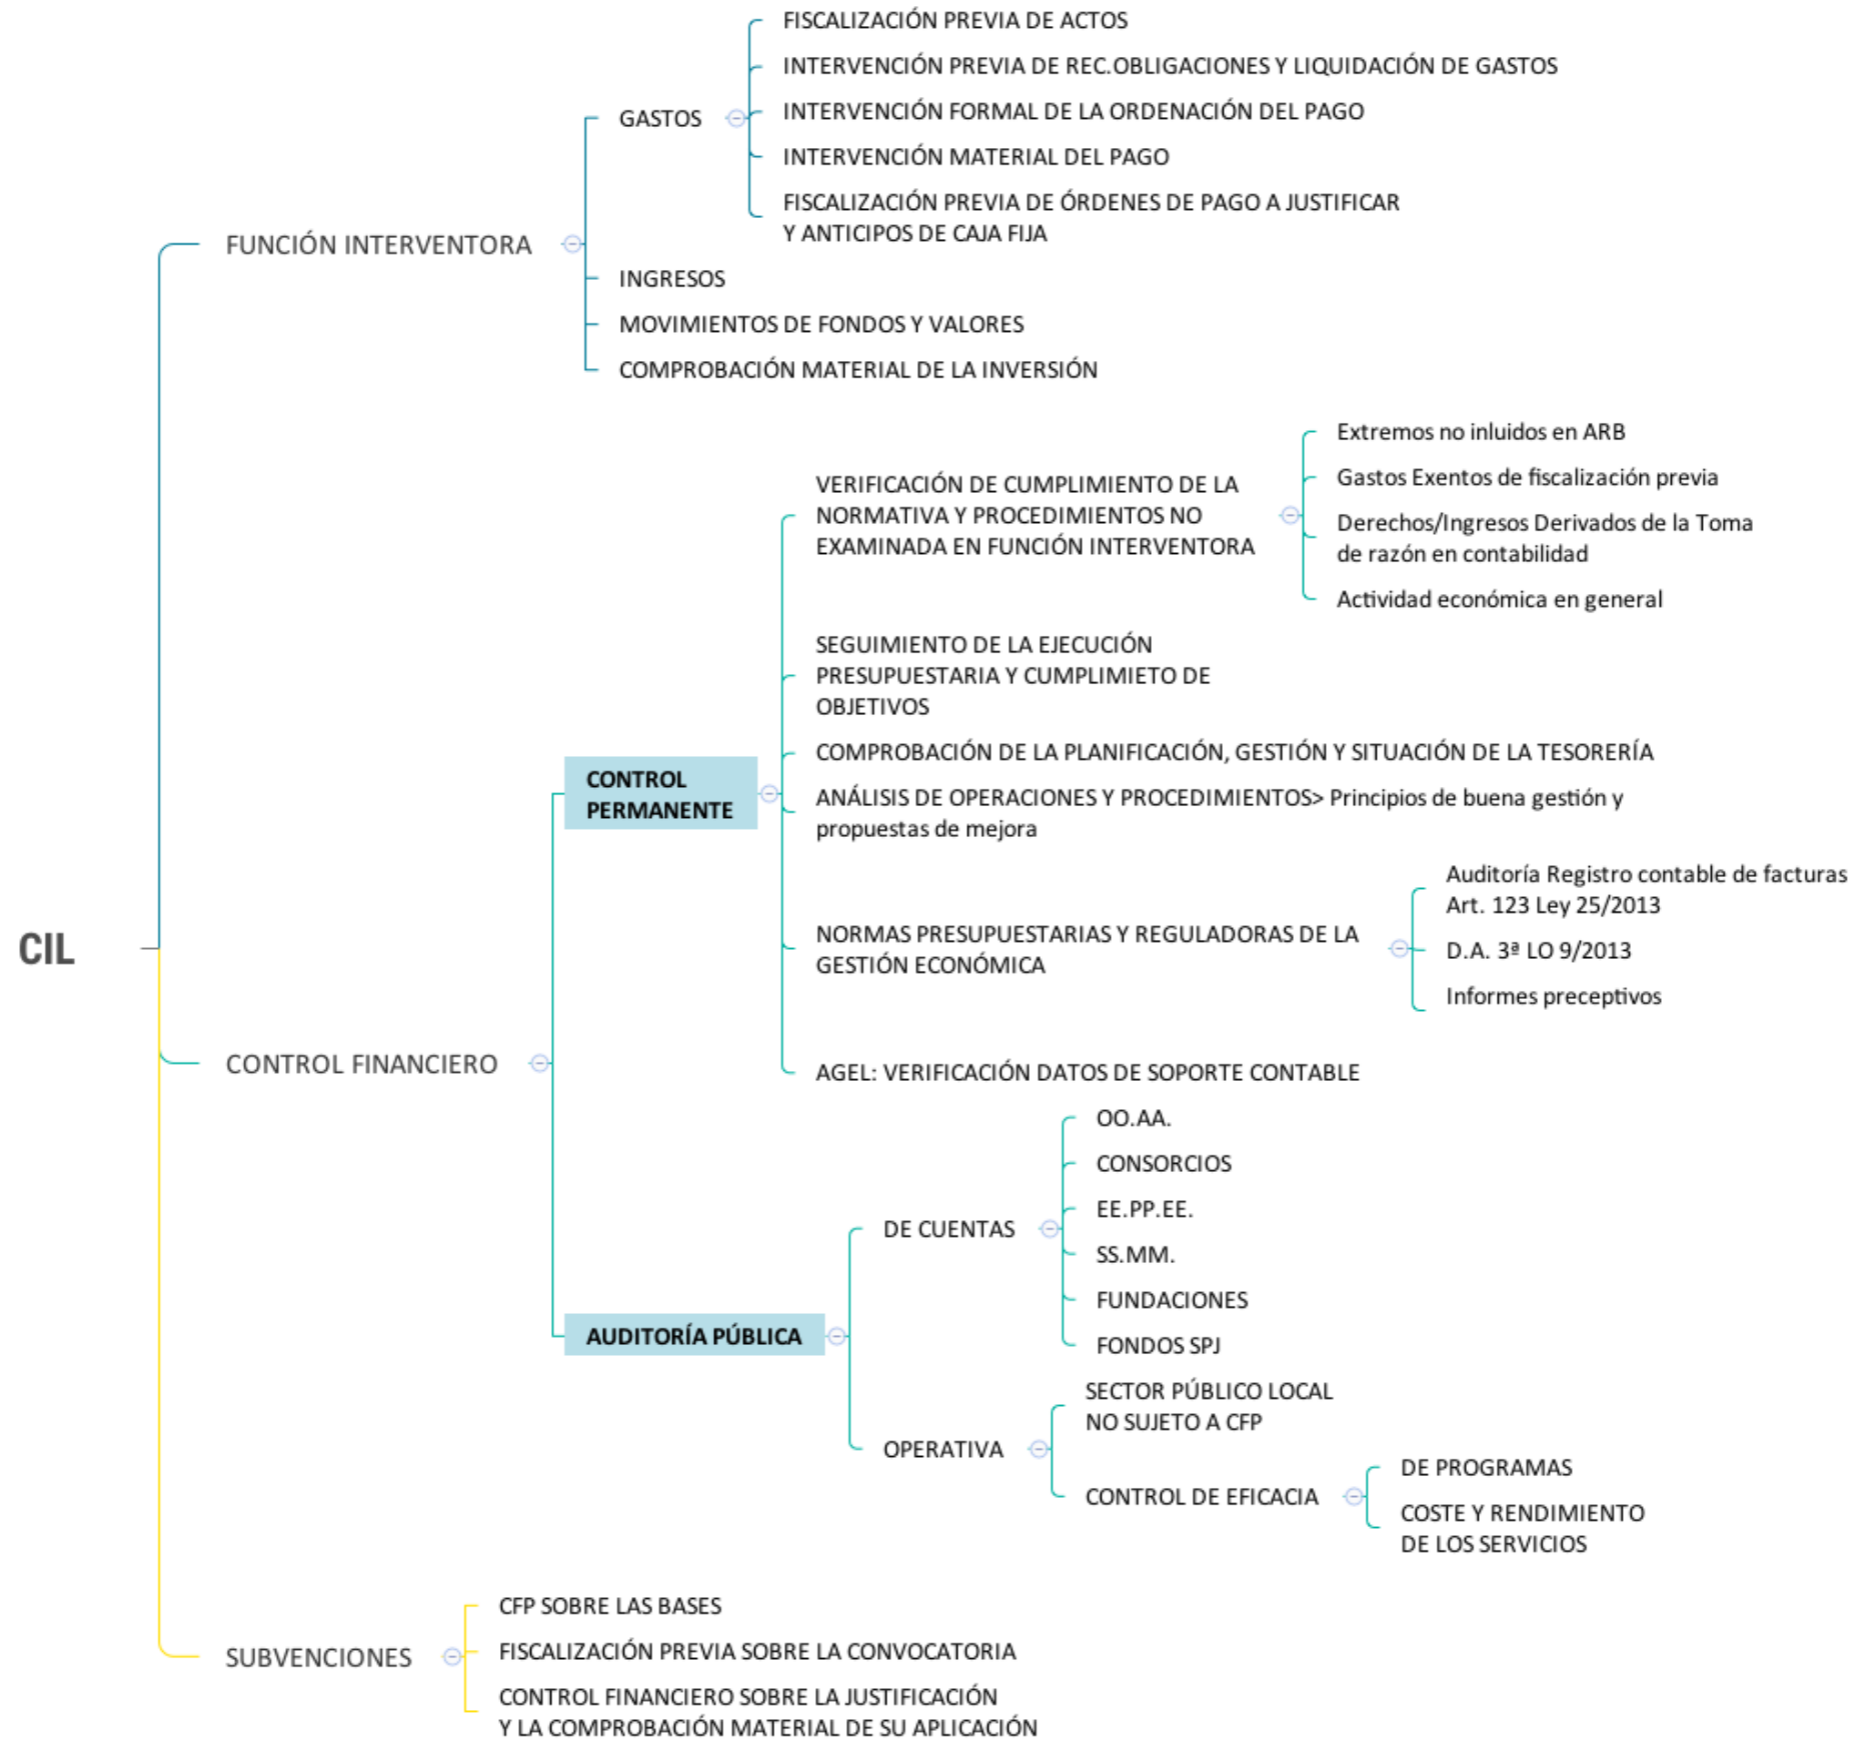 CIL
FUNCIÓN INTERVENTORA
GASTOS
FISCALIZACIÓN PREVIA DE ACTOS
INTERVENCIÓN PREVIA DE REC.OBLIGACIONES Y LIQUIDACIÓN DE GASTOS
INTERVENCIÓN FORMAL DE LA ORDENACIÓN DEL PAGO
INTERVENCIÓN MATERIAL DEL PAGO
FISCALIZACIÓN PREVIA DE ÓRDENES DE PAGO A JUSTIFICAR
Y ANTICIPOS DE CAJA FIJA
INGRESOS
MOVIMIENTOS DE FONDOS Y VALORES
COMPROBACIÓN MATERIAL DE LA INVERSIÓN
CONTROL FINANCIERO
CONTROL
PERMANENTE
VERIFICACIÓN DE CUMPLIMIENTO DE LA
NORMATIVA Y PROCEDIMIENTOS NO
EXAMINADA EN FUNCIÓN INTERVENTORA
Extremos no inluidos en ARB
Gastos Exentos de fiscalización previa
Derechos/Ingresos Derivados de la Toma
de razón en contabilidad
Actividad económica en general
SEGUIMIENTO DE LA EJECUCIÓN
PRESUPUESTARIA Y CUMPLIMIETO DE
OBJETIVOS
COMPROBACIÓN DE LA PLANIFICACIÓN, GESTIÓN Y SITUACIÓN DE LA TESORERÍA
ANÁLISIS DE OPERACIONES Y PROCEDIMIENTOS> Principios de buena gestión y
propuestas de mejora
NORMAS PRESUPUESTARIAS Y REGULADORAS DE LA
GESTIÓN ECONÓMICA
Auditoría Registro contable de facturas
Art. 123 Ley 25/2013
D.A. 3ª LO 9/2013
Informes preceptivos
AGEL: VERIFICACIÓN DATOS DE SOPORTE CONTABLE
AUDITORÍA PÚBLICA
DE CUENTAS
OO.AA.
CONSORCIOS
EE.PP.EE.
SS.MM.
FUNDACIONES
FONDOS SPJ
OPERATIVA
SECTOR PÚBLICO LOCAL
NO SUJETO A CFP
CONTROL DE EFICACIA
DE PROGRAMAS
COSTE Y RENDIMIENTO
DE LOS SERVICIOS
SUBVENCIONES
CFP SOBRE LAS BASES
FISCALIZACIÓN PREVIA SOBRE LA CONVOCATORIA
CONTROL FINANCIERO SOBRE LA JUSTIFICACIÓN
Y LA COMPROBACIÓN MATERIAL DE SU APLICACIÓN